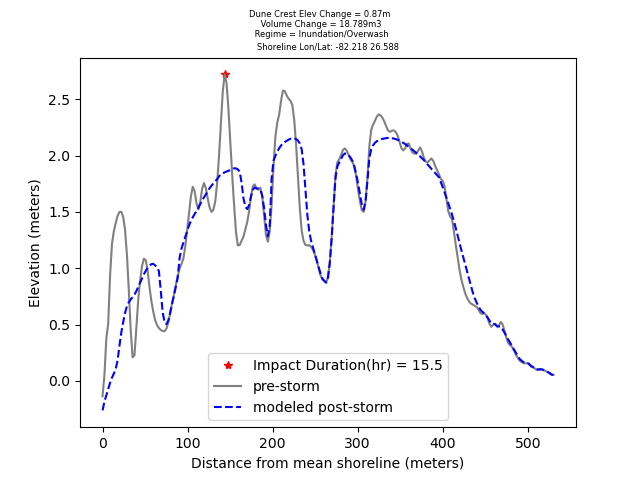 Dune Crest Elev Change = 0.87m
Volume Change = 18.789m3
Regime = Inundation/Overwash
Shoreline Lon/Lat: -82.218 26.588
Elevation (meters)
2.5
2.0
1.5
1.0
0.5
0.0
Impact Duration(hr) = 15.5
pre-storm
modeled post-storm
0 100 200 300 400 500
Distance from mean shoreline (meters)